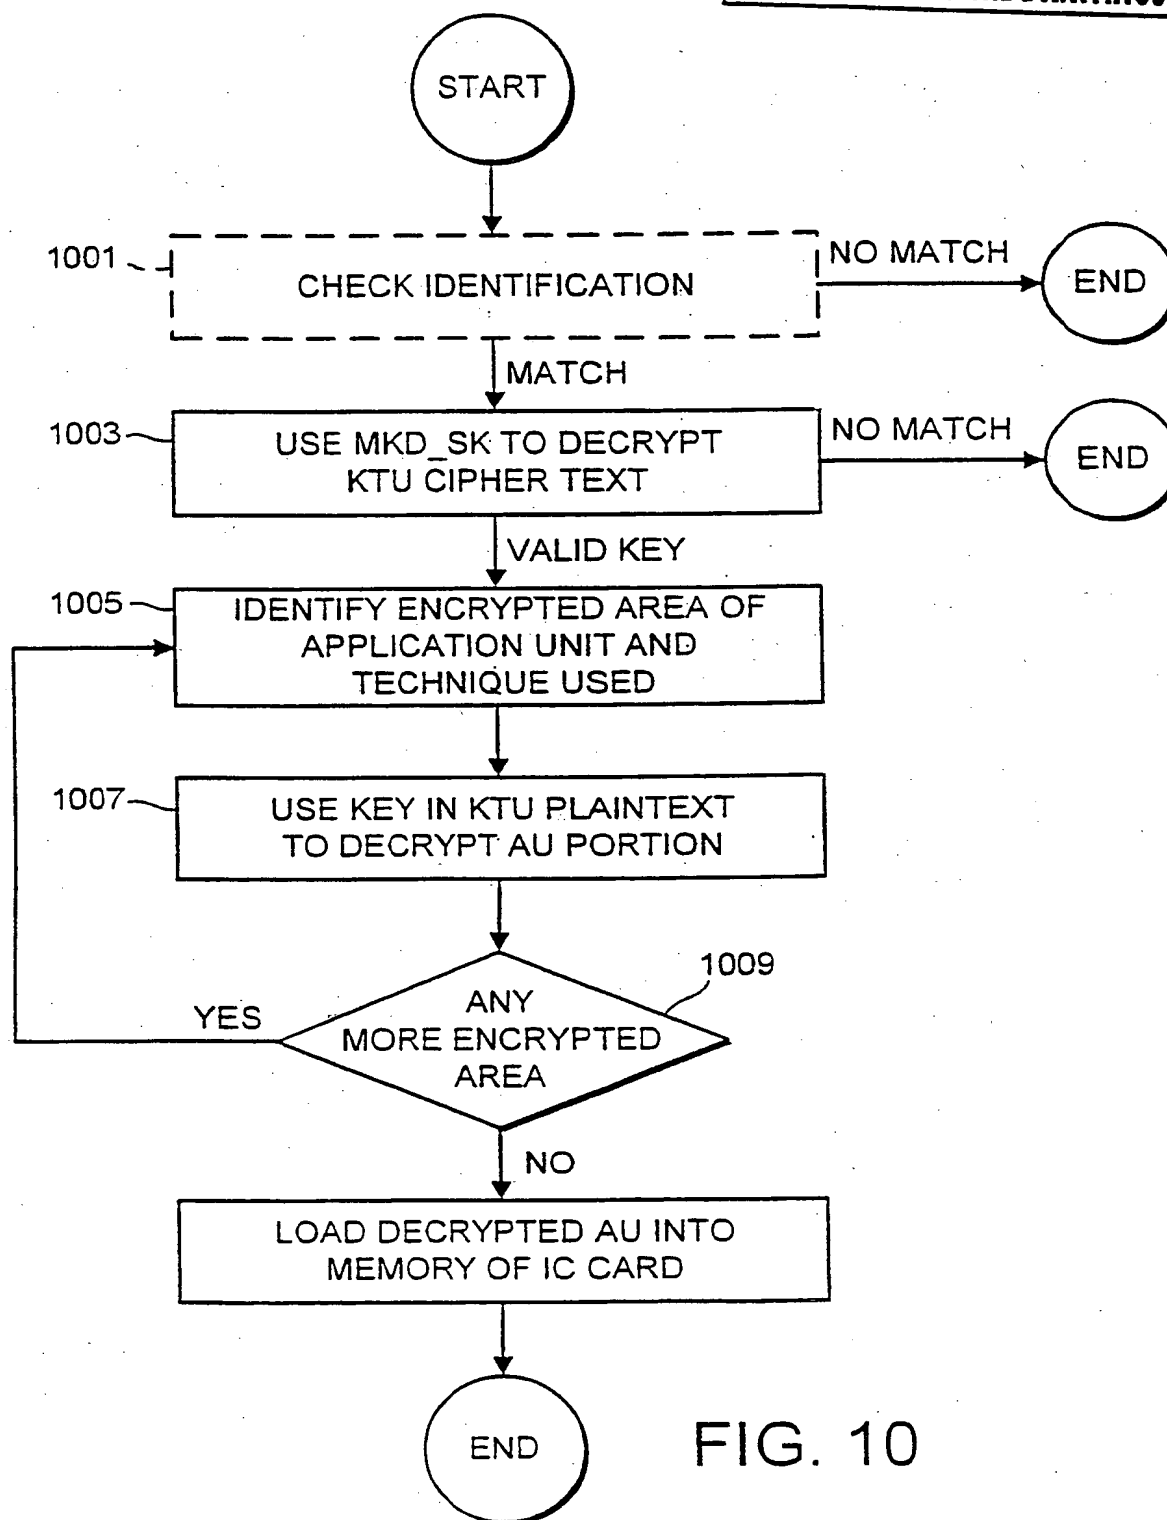 START
1001
CHECK IDENTIFICATION
NO MATCH
END
MATCH
1003
USE MKD_SK TO DECRYPT
KTU CIPHER TEXT
NO MATCH
END
VALID KEY
1005
IDENTIFY ENCRYPTED AREA OF
APPLICATION UNIT AND
TECHNIQUE USED
1007
USE KEY IN KTU PLAINTEXT
TO DECRYPT AU PORTION
1009
ANY
MORE ENCRYPTED
AREA
YES
NO
LOAD DECRYPTED AU INTO
MEMORY OF IC CARD
END
FIG. 10